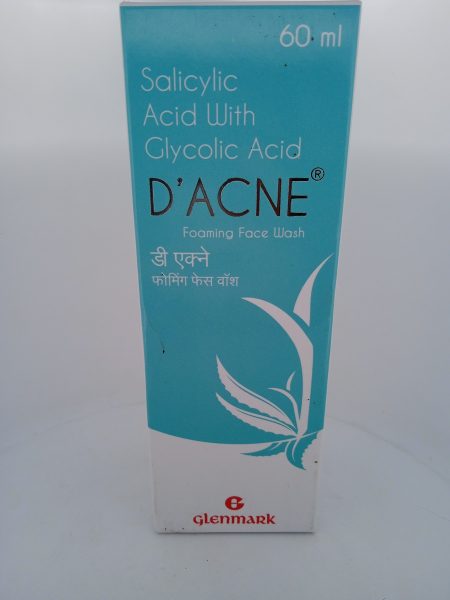 60 ml
Salicylic
Acid With
Glycolic Acid
D'ACNE®
Foaming Face Wash
डी एक्ने
फोमिंग फेस वॉश
G
glenmark